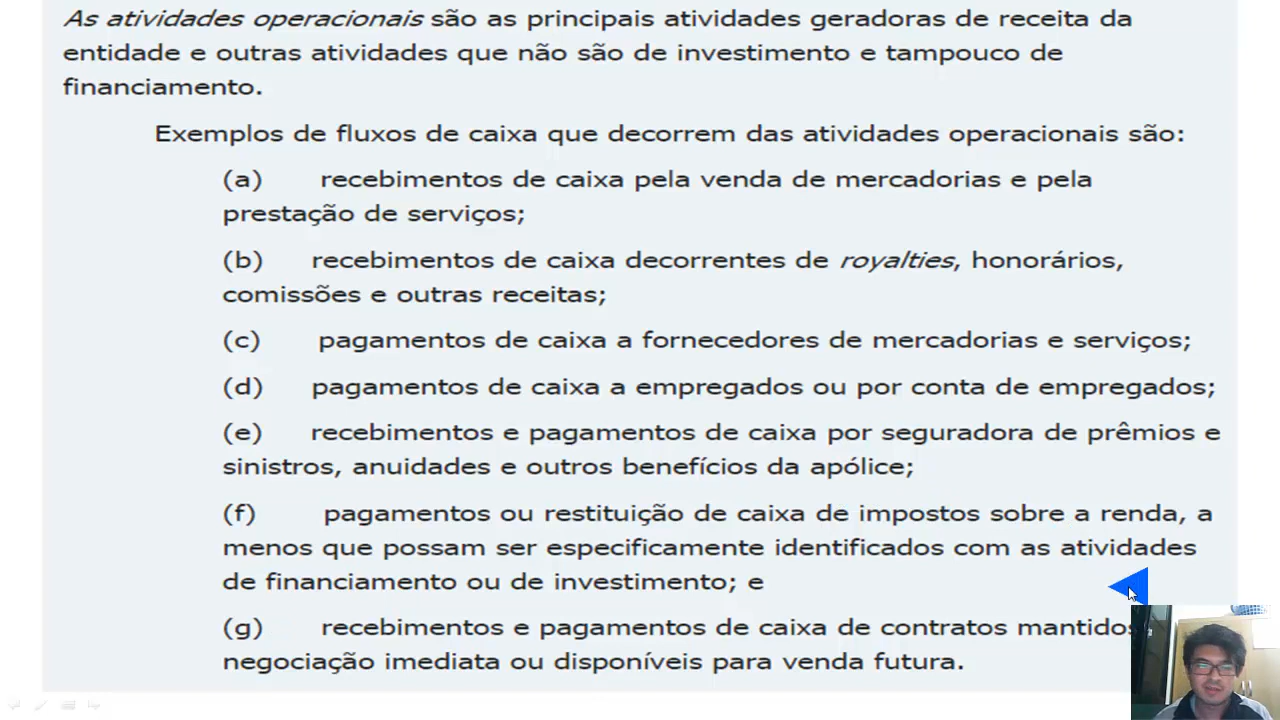 As atividades operacionais são as principais atividades geradoras de receita da
entidade e outras atividades que não são de investimento e tampouco de
financiamento.
Exemplos de fluxos de caixa que decorrem das atividades operacionais são:
(a) recebimentos de caixa pela venda de mercadorias e pela
prestação de serviços;
(b) recebimentos de caixa decorrentes de royalties, honorários,
comissões e outras receitas;
(c) pagamentos de caixa a fornecedores de mercadorias e serviços;
(d) pagamentos de caixa a empregados ou por conta de empregados;
(e) recebimentos e pagamentos de caixa por seguradora de prêmios e
sinistros, anuidades e outros benefícios da apólice;
(f) pagamentos ou restituição de caixa de impostos sobre a renda, a
menos que possam ser especificamente identificados com as atividades
de financiamento ou de investimento; e
(g) recebimentos e pagamentos de caixa de contratos mantidos
negociação imediata ou disponíveis para venda futura.